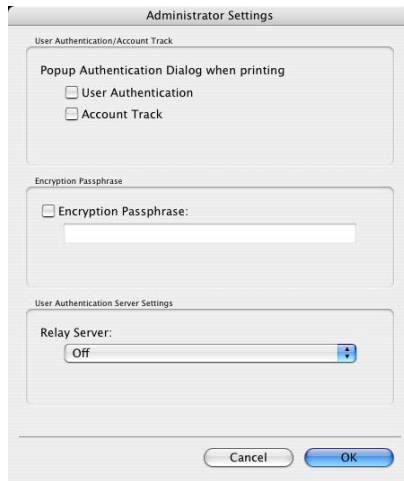 Administrator Settings
User Authentication/Account Track
Popup Authentication Dialog when printing
User Authentication
Account Track
Encryption Passphrase
Encryption Passphrase:
User Authentication Server Settings
Relay Server:
Off
Cancel OK